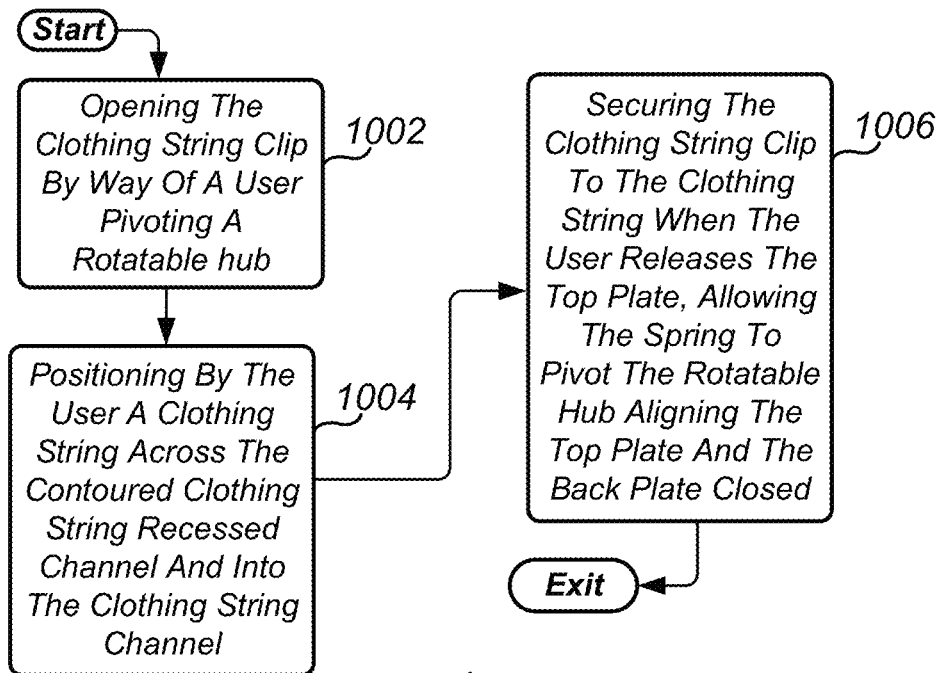 Start
Opening The
Clothing String Clip
By Way Of A User
Pivoting A
Rotatable hub
1002
Positioning By The
User A Clothing
String Across The
Contoured Clothing
String Recessed
Channel And Into
The Clothing String
Channel
1004
Securing The
Clothing String Clip
To The Clothing
String When The
User Releases The
Top Plate, Allowing
The Spring To
Pivot The Rotatable
Hub Aligning The
Top Plate And The
Back Plate Closed
1006
Exit